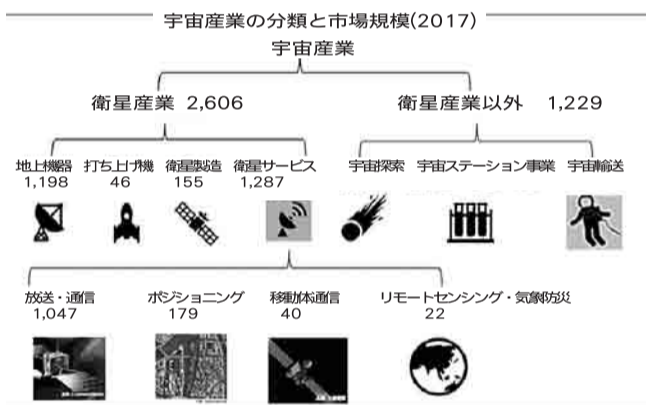 宇宙産業の分類と市場規模(2017)
宇宙産業
衛星産業 2,606 衛星産業以外 1,229
地上機器 打ち上げ機 衛星製造 衛星サービス 宇宙探索 宇宙ステーション事業 宇宙輸送
1,198 46 155 1,287
放送・通信 ポジショニング 移動体通信 リモートセンシング・気象防災
1,047 179 40 22